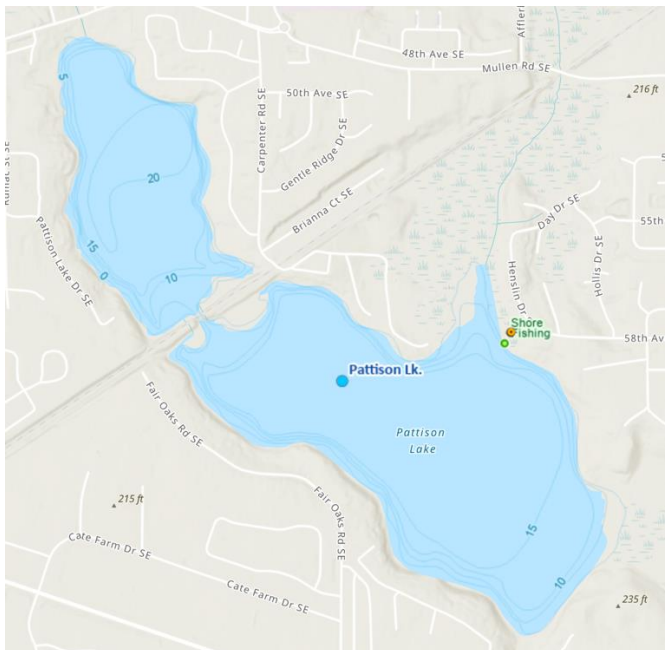 Afflerb
48th Ave SE
Mullen Rd SE
216 ft
5
50th Ave SE
Carpenter Rd SE
Gentle Ridge Dr SE
20
Brianna Ct SE
Day Dr SE
55th
Pattison Lake Dr SE
15
0
10
Henslin Dr
Hollis Dr SE
Shore
Fishing
58th Av
Pattison Lk.
Fair Oaks Rd SE
Pattison
Lake
Fair Oaks Rd SE
215 ft
15
Cate Farm Dr SE
10
Cate Farm Dr SE
235 ft